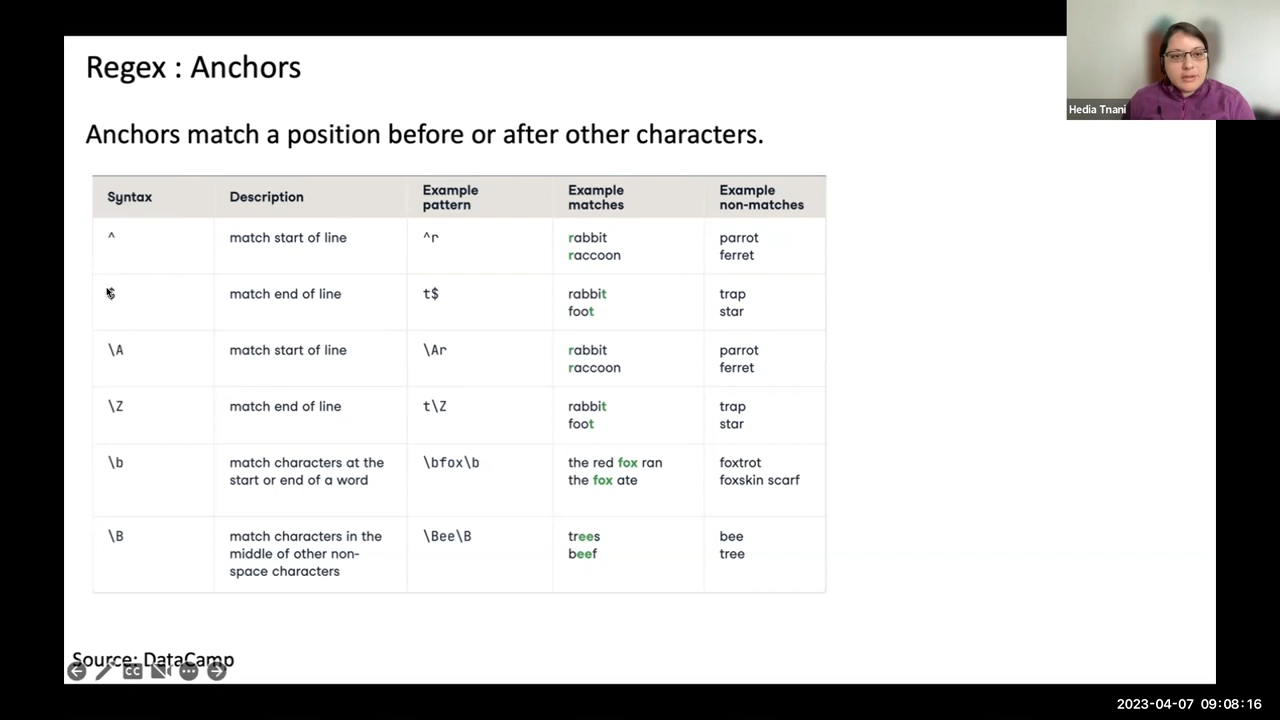 Regex : Anchors
Hedia Tnani
Anchors match a position before or after other characters.
Syntax Description Example pattern Example matches Example non-matches
^ match start of line ^r rabbit parrot
raccoon ferret
$ match end of line t$ rabbit trap
foot star
\A match start of line \Ar rabbit parrot
raccoon ferret
\Z match end of line t\Z rabbit trap
foot star
\b match characters at the \bfox\b the red fox ran foxtrot
start or end of a word the fox ate foxskin scarf
\B match characters in the \Bee\B trees bee
middle of other non- beef tree
space characters
Source: DataCamp
CC
2023-04-07 09:08:16